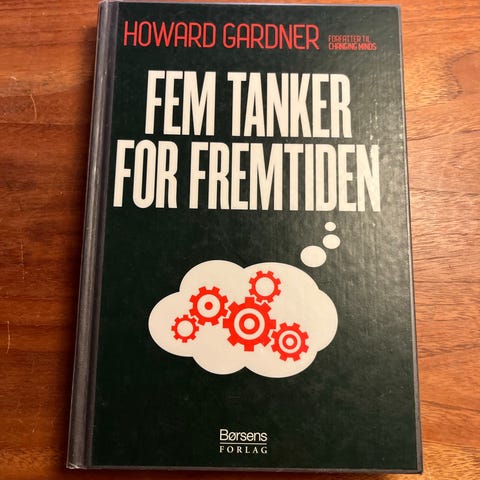 HOWARD GARDNER
FORFATTER TIL
CHANGING MINDS
FEM TANKER
FOR FREMTIDEN
Børsens
FORLAG